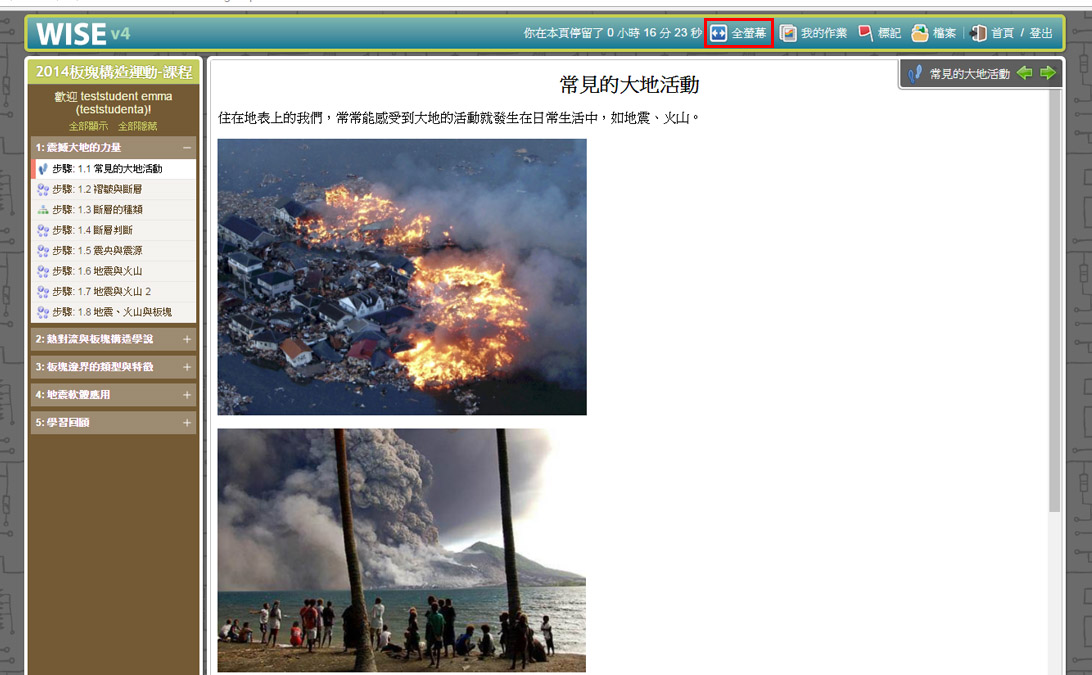 WISE v4
你在本頁停留了 0 小時 16 分 23 秒
全螢幕
我的作業
標記
檔案
首頁 / 登出
2014板塊構造運動-課程
歡迎 teststudent emma
(teststudenta)!
全部顯示 全部隱藏
1: 震撼大地的力量
步驟: 1.1 常見的大地活動
步驟: 1.2 褶皺與斷層
步驟: 1.3 斷層的種類
步驟: 1.4 斷層判斷
步驟: 1.5 震央與震源
步驟: 1.6 地震與火山
步驟: 1.7 地震與火山 2
步驟: 1.8 地震、火山與板塊
2: 熱對流與板塊構造學說
3: 板塊邊界的類型與特徵
4: 地震軟體應用
5: 學習回顧
常見的大地活動
常見的大地活動
住在地表上的我們，常常能感受到大地的活動就發生在日常生活中，如地震、火山。